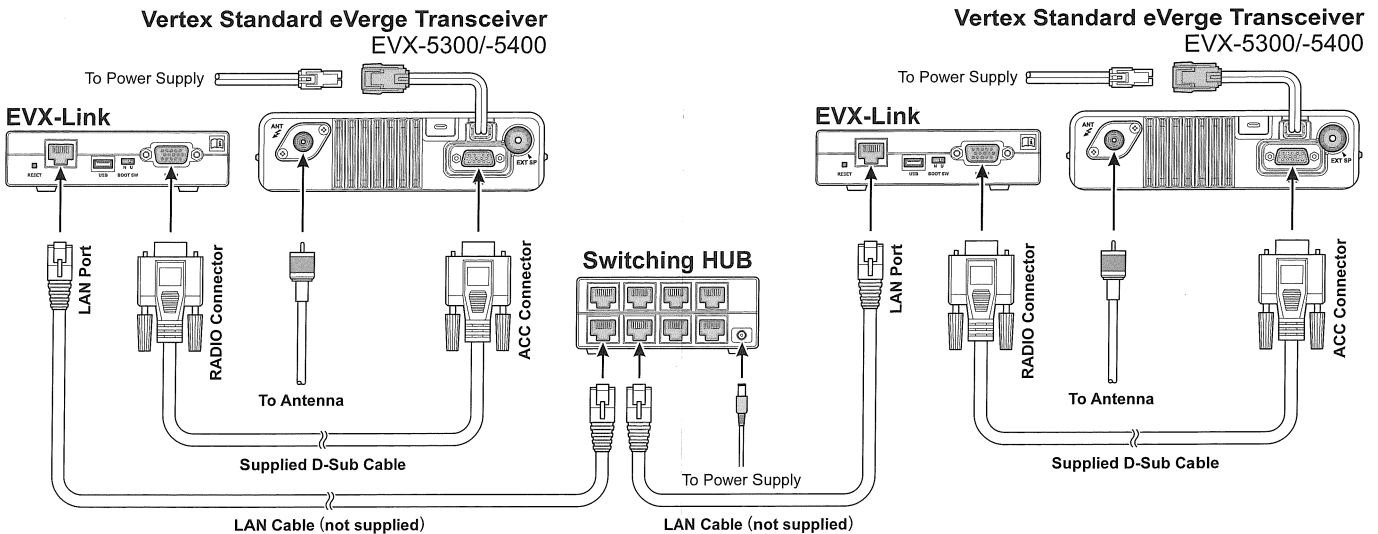 Vertex Standard eVerge Transceiver
EVX-5300/-5400
To Power Supply
EVX-Link
RESET
USB
BOOT SW
N U
ANT
EXT SP
LAN Port
RADIO Connector
To Antenna
ACC Connector
Supplied D-Sub Cable
LAN Cable (not supplied)
Switching HUB
To Power Supply
LAN Cable (not supplied)
Vertex Standard eVerge Transceiver
EVX-5300/-5400
To Power Supply
EVX-Link
RESET
USB
BOOT SW
N U
ANT
EXT SP
LAN Port
RADIO Connector
To Antenna
ACC Connector
Supplied D-Sub Cable